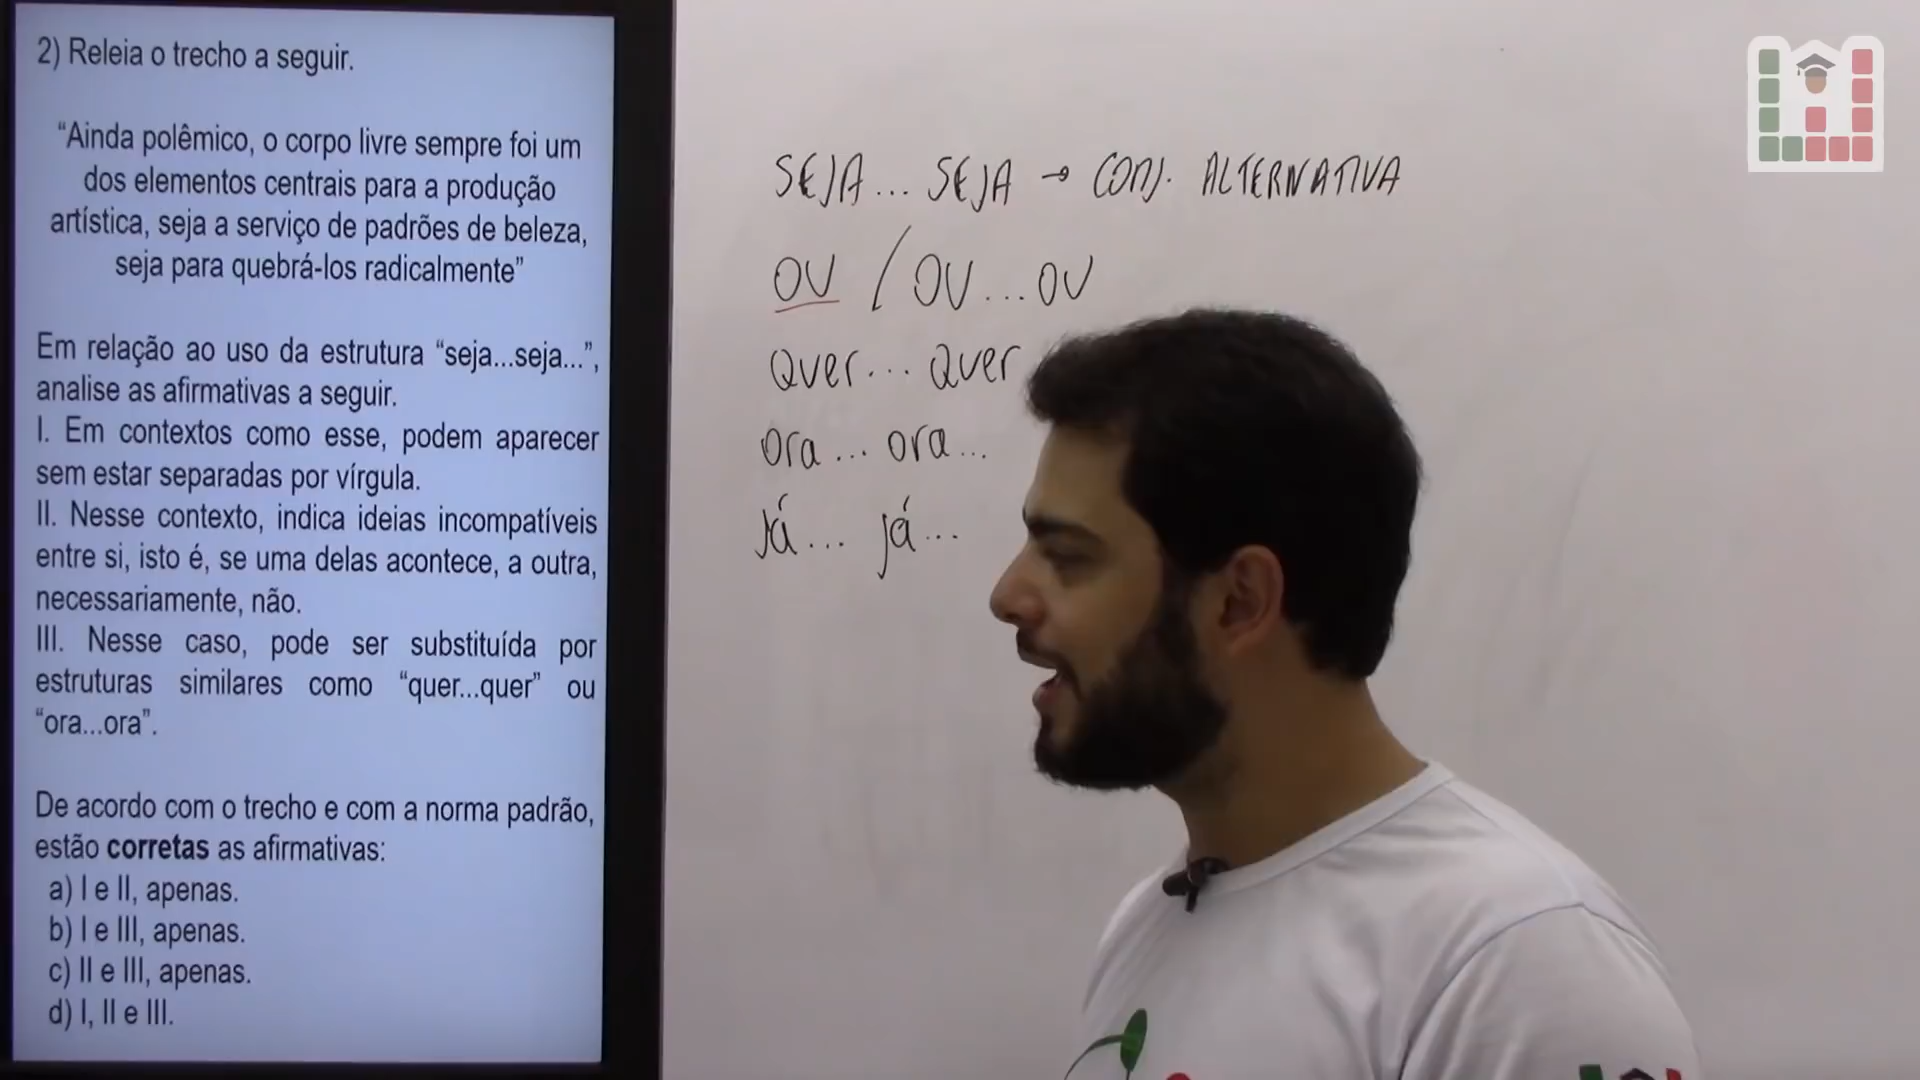 2) Releia o trecho a seguir.
“Ainda polêmico, o corpo livre sempre foi um
dos elementos centrais para a produção
artística, seja a serviço de padrões de beleza,
seja para quebrá-los radicalmente”
Em relação ao uso da estrutura “seja...seja...”,
analise as afirmativas a seguir.
I. Em contextos como esse, podem aparecer
sem estar separadas por vírgula.
II. Nesse contexto, indica ideias incompatíveis
entre si, isto é, se uma delas acontece, a outra,
necessariamente, não.
III. Nesse caso, pode ser substituída por
estruturas similares como “quer...quer” ou
“ora...ora”.
De acordo com o trecho e com a norma padrão,
estão corretas as afirmativas:
a) I e II, apenas.
b) I e III, apenas.
c) II e III, apenas.
d) I, II e III.
SEJA... SEJA → CONJ. ALTERNATIVA
OU / OU...OU
Quer... Quer
ora... ora...
Já... já...